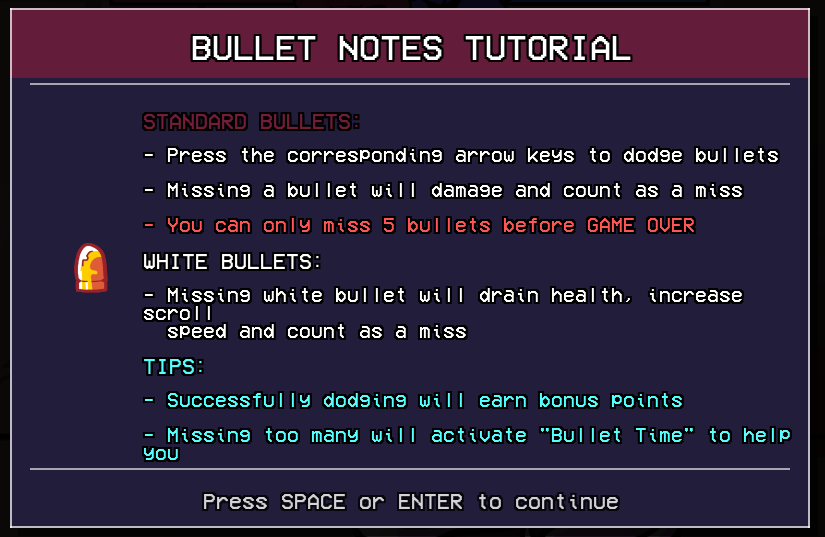 BULLET NOTES TUTORIAL
STANDARD BULLETS:
- Press the corresponding arrow keys to dodge bullets
- Missing a bullet will damage and count as a miss
- You can only miss 5 bullets before GAME OVER
WHITE BULLETS:
- Missing white bullet will drain health, increase
scroll
speed and count as a miss
TIPS:
- Successfully dodging will earn bonus points
- Missing too many will activate "Bullet Time" to help
you
Press SPACE or ENTER to continue